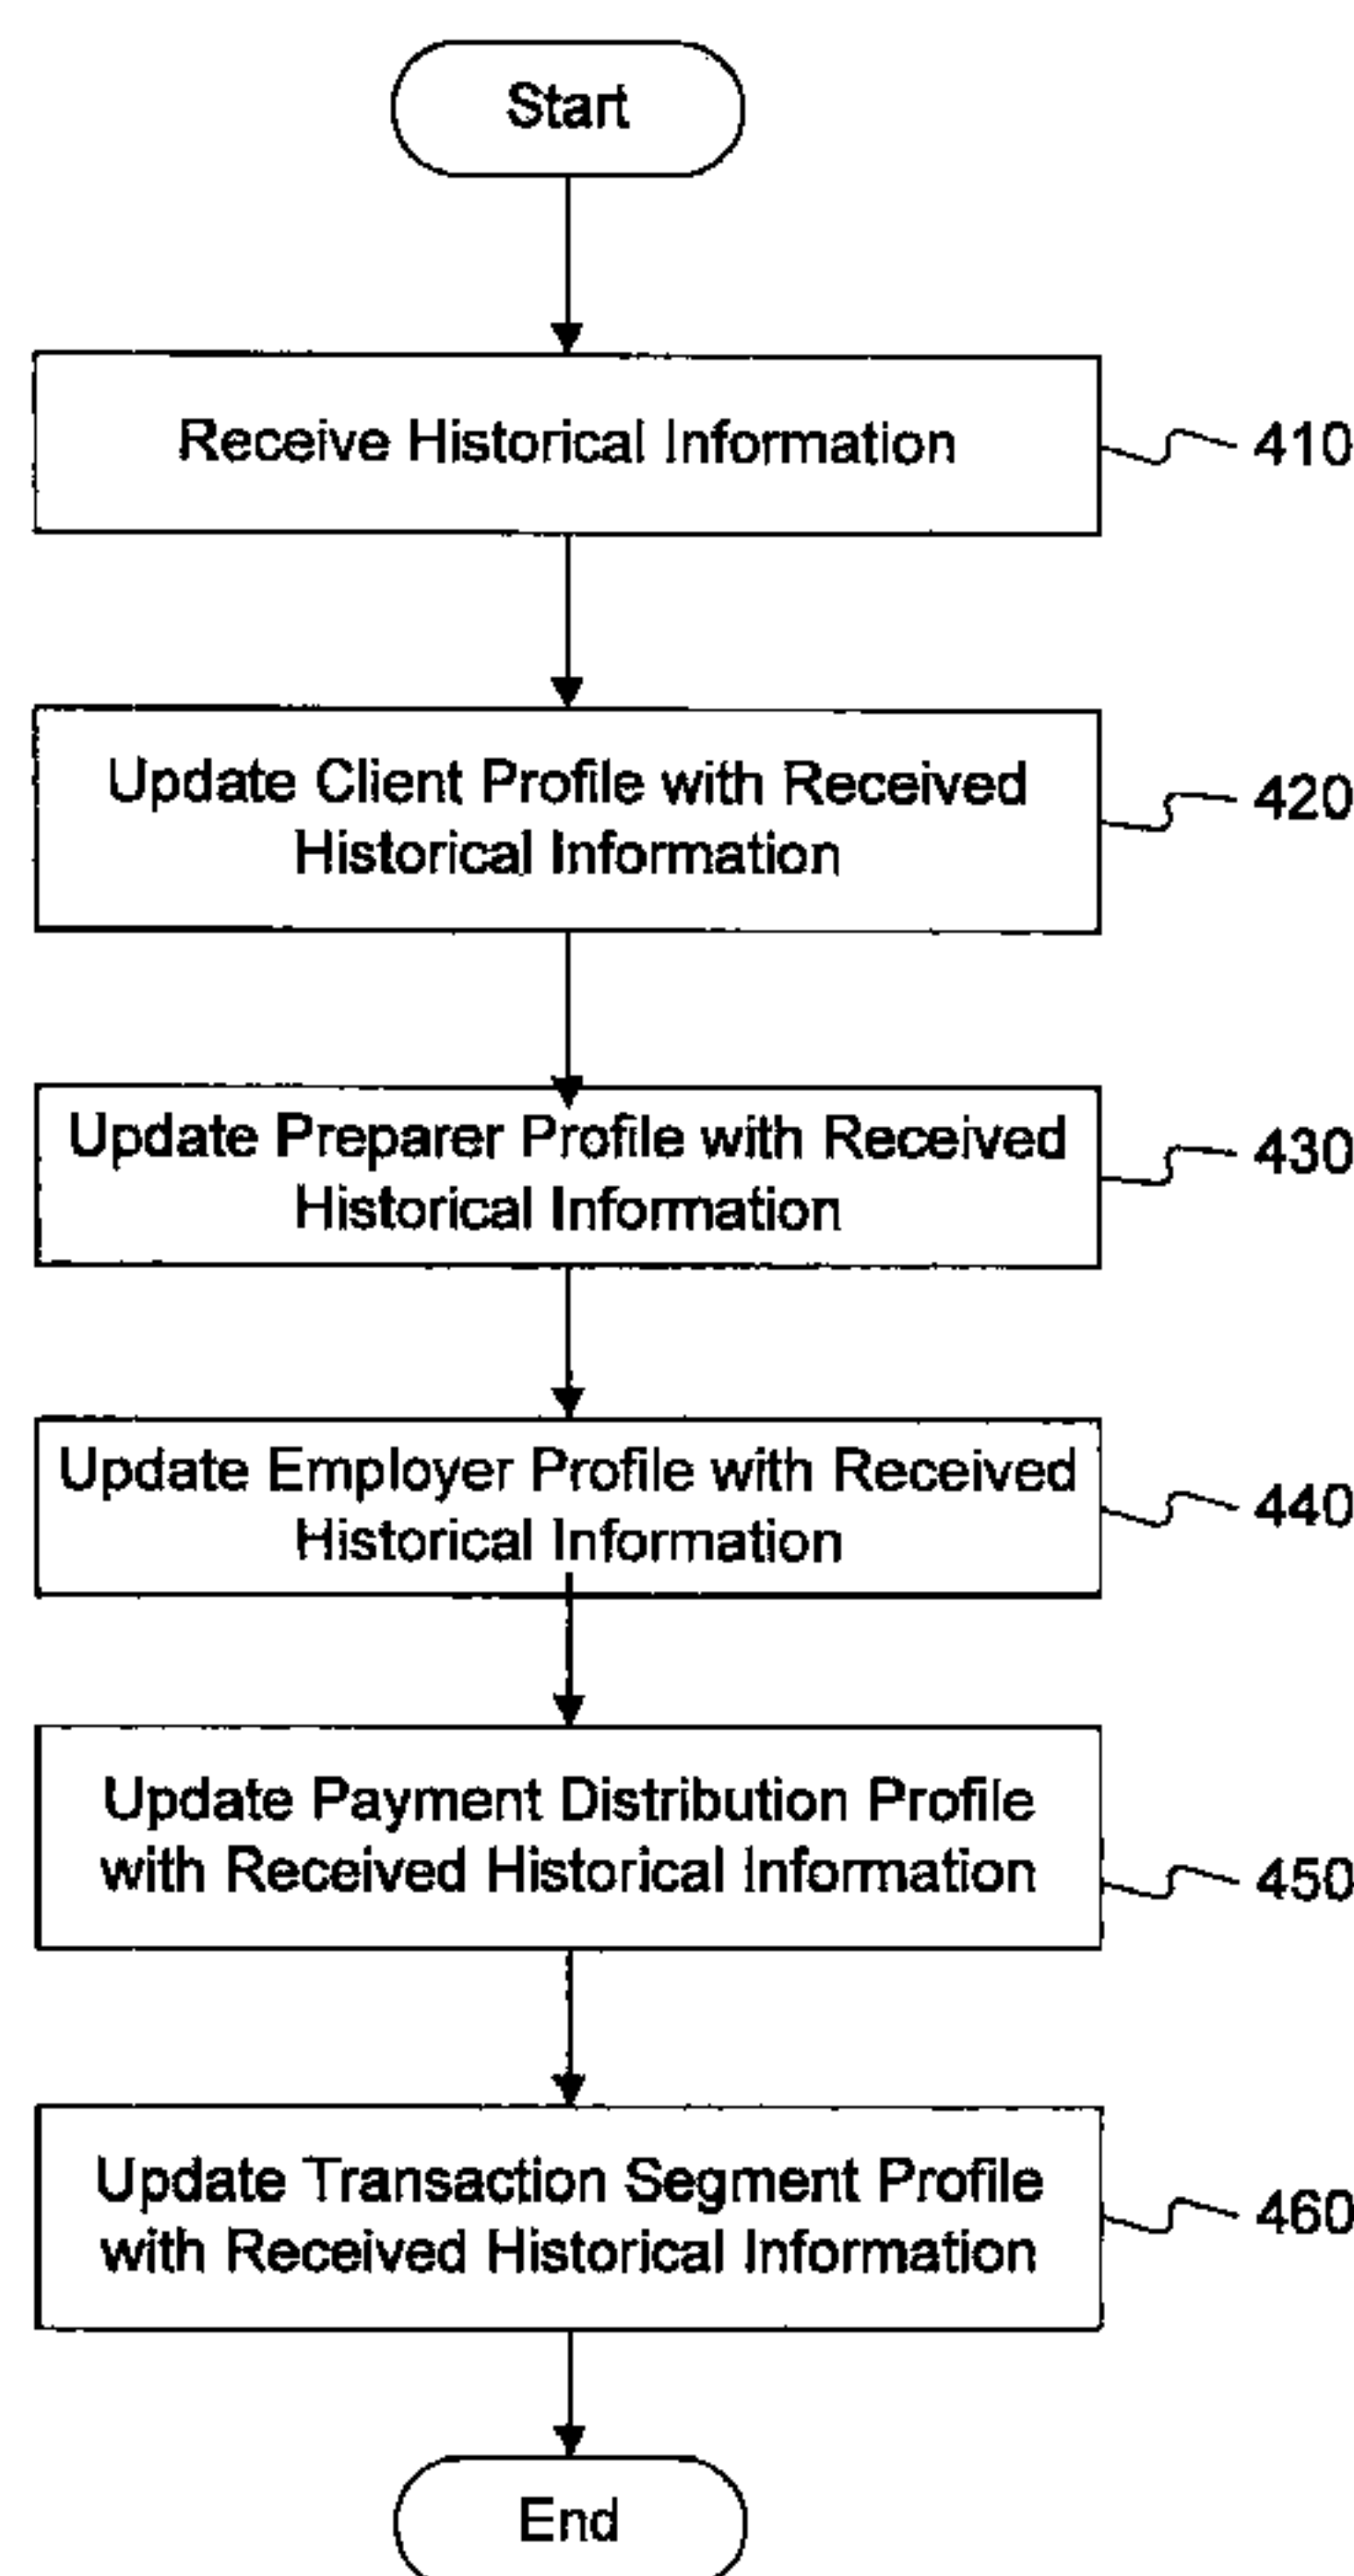 Start
Receive Historical Information
410
Update Client Profile with Received
Historical Information
420
Update Preparer Profile with Received
Historical Information
430
Update Employer Profile with Received
Historical Information
440
Update Payment Distribution Profile
with Received Historical Information
450
Update Transaction Segment Profile
with Received Historical Information
460
End